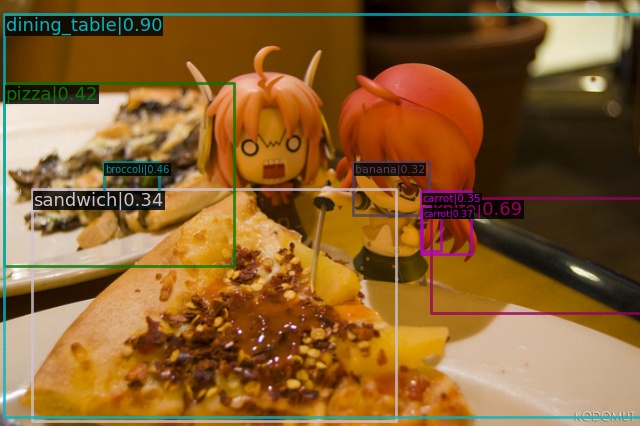 dining_table|0.90
pizza|0.42
broccoli|0.46
banana|0.32
sandwich|0.34
carrot|0.35
knife|0.69
carrot|0.37
KODOMUT